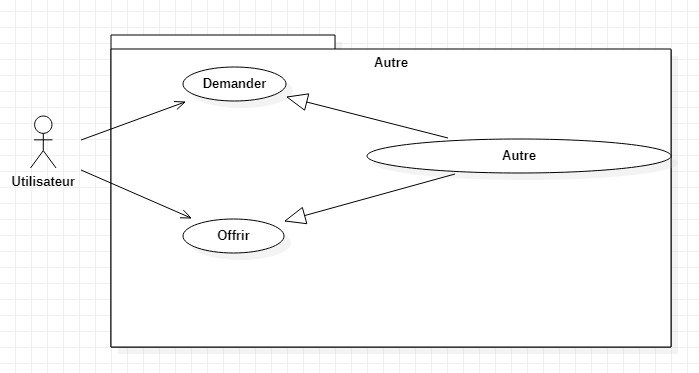 Autre
Demander
Autre
Utilisateur
Offrir